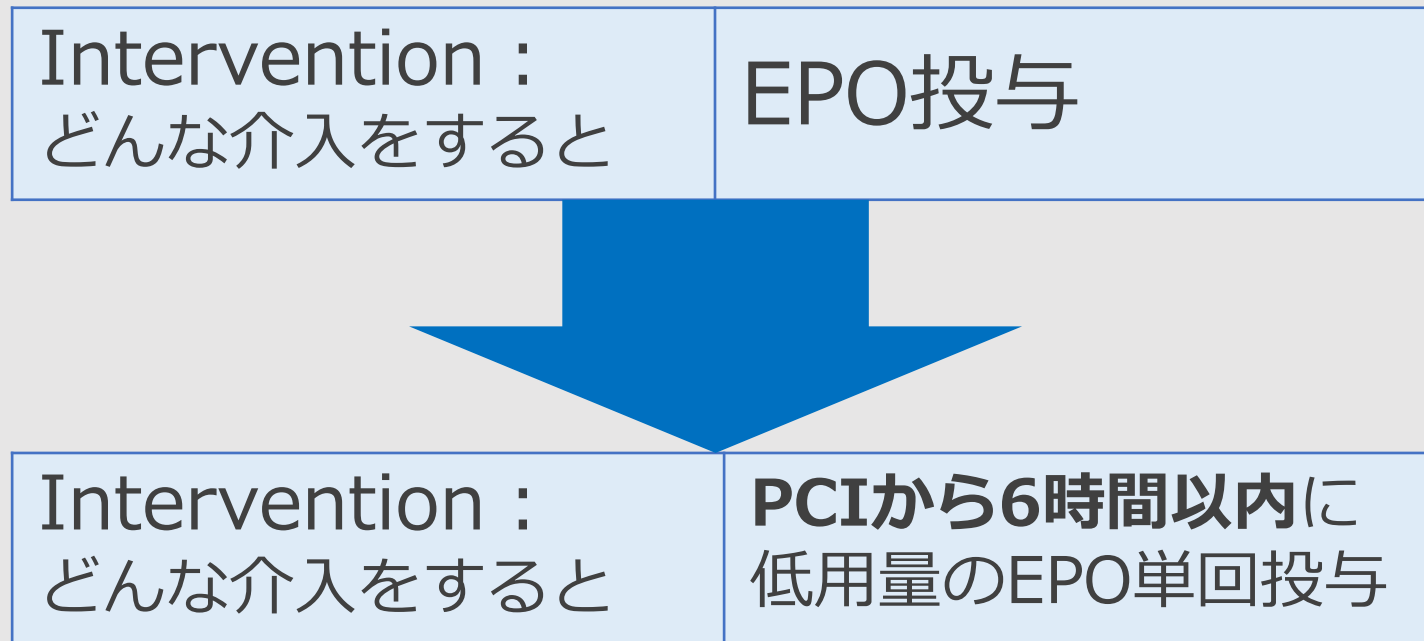 Intervention：
どんな介入をすると
EPO投与
Intervention：
どんな介入をすると
PCIから6時間以内に
低用量のEPO単回投与